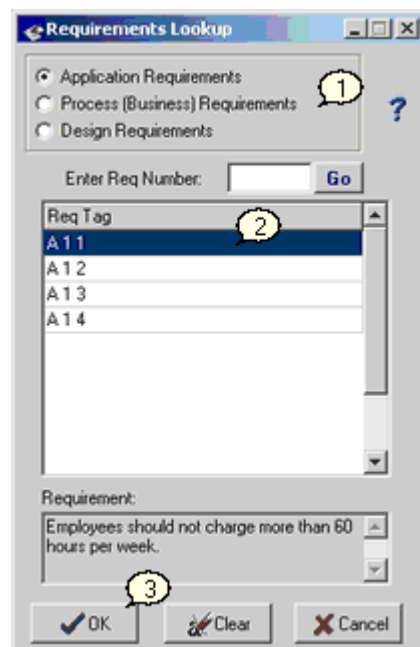 Requirements Lookup
Application Requirements
1
Process (Business) Requirements
?
Design Requirements
Enter Req Number:
Go
Req Tag
2
A 1 1
A 1 2
A 1 3
A 1 4
Requirement:
Employees should not charge more than 60
hours per week.
3
OK
Clear
Cancel